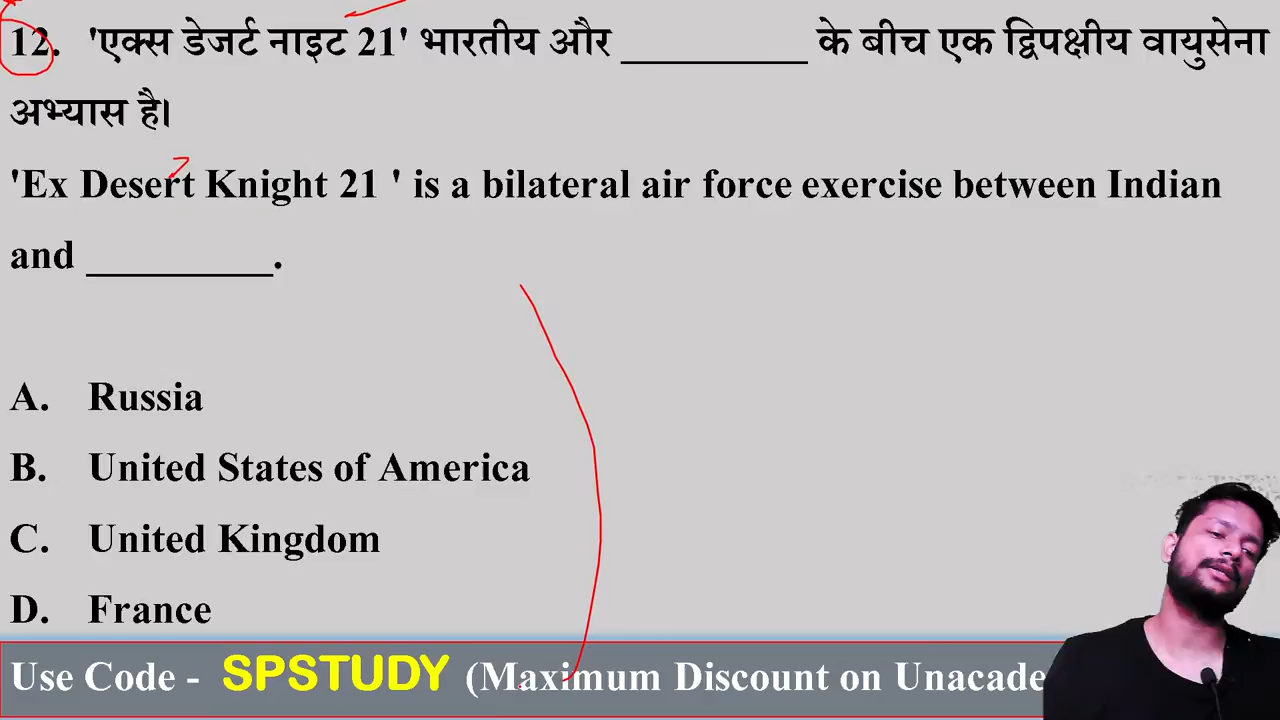 12. 'एक्स डेजर्ट नाइट 21' भारतीय और _________ के बीच एक द्विपक्षीय वायुसेना
अभ्यास है।
'Ex Desert Knight 21 ' is a bilateral air force exercise between Indian
and _________.
A. Russia
B. United States of America
C. United Kingdom
D. France
Use Code - SPSTUDY (Maximum Discount on Unacade